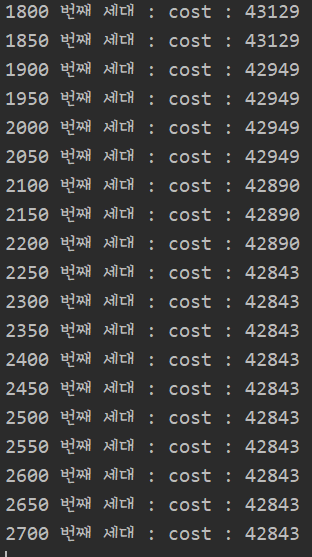 1800 번째 세대 : cost : 43129
1850 번째 세대 : cost : 43129
1900 번째 세대 : cost : 42949
1950 번째 세대 : cost : 42949
2000 번째 세대 : cost : 42949
2050 번째 세대 : cost : 42949
2100 번째 세대 : cost : 42890
2150 번째 세대 : cost : 42890
2200 번째 세대 : cost : 42890
2250 번째 세대 : cost : 42843
2300 번째 세대 : cost : 42843
2350 번째 세대 : cost : 42843
2400 번째 세대 : cost : 42843
2450 번째 세대 : cost : 42843
2500 번째 세대 : cost : 42843
2550 번째 세대 : cost : 42843
2600 번째 세대 : cost : 42843
2650 번째 세대 : cost : 42843
2700 번째 세대 : cost : 42843